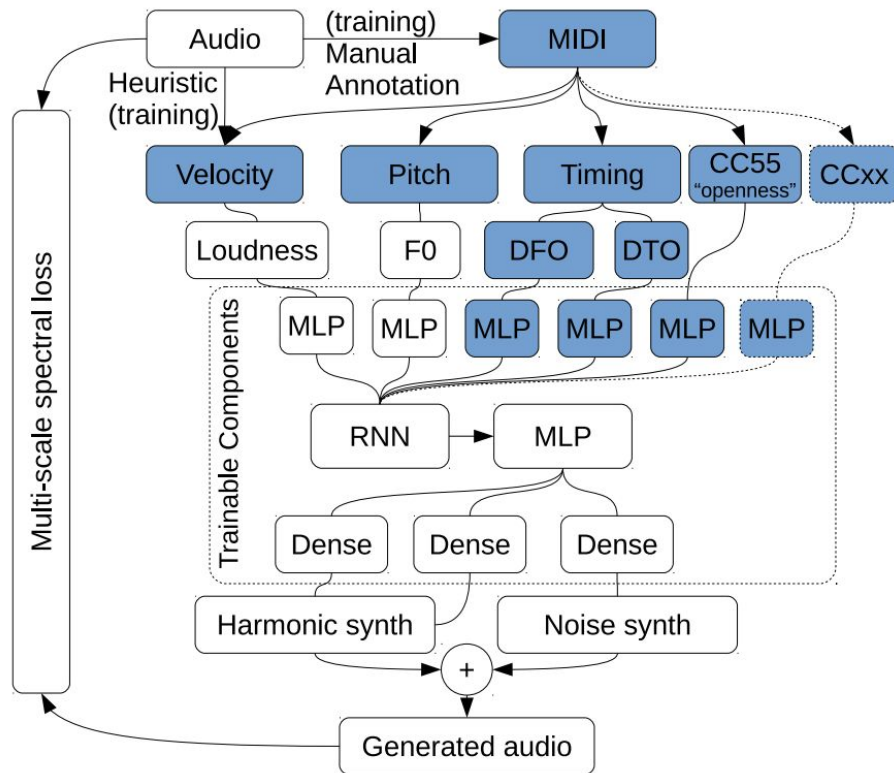 Audio
(training)
Manual
Annotation
MIDI
Heuristic
(training)
Velocity
Pitch
Timing
CC55
“openness”
CCxx
Loudness
F0
DFO
DTO
MLP
MLP
MLP
MLP
MLP
MLP
Multi-scale spectral loss
Trainable Components
RNN
MLP
Dense
Dense
Dense
Harmonic synth
Noise synth
+
Generated audio